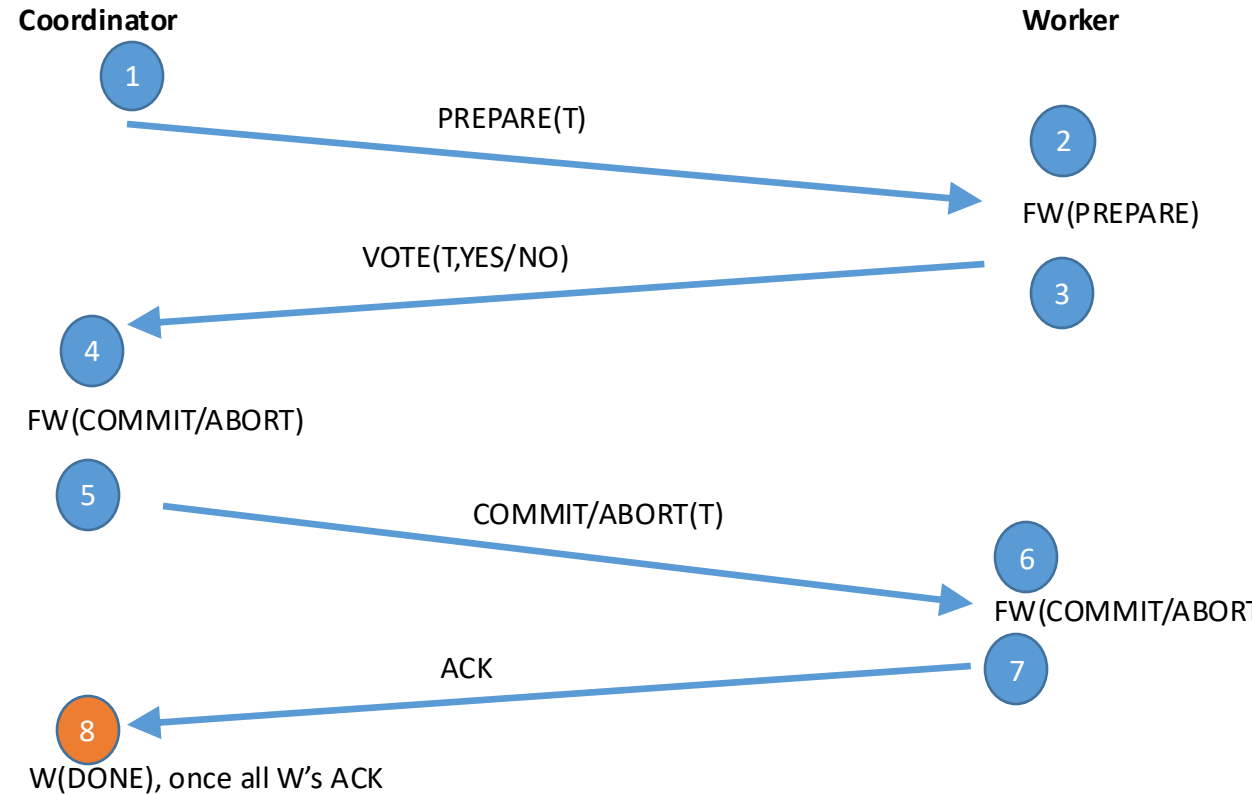 Coordinator
Worker
1
PREPARE(T)
2
FW(PREPARE)
VOTE(T,YES/NO)
3
4
FW(COMMIT/ABORT)
5
COMMIT/ABORT(T)
6
FW(COMMIT/ABORT
ACK
7
8
W(DONE), once all W’s ACK